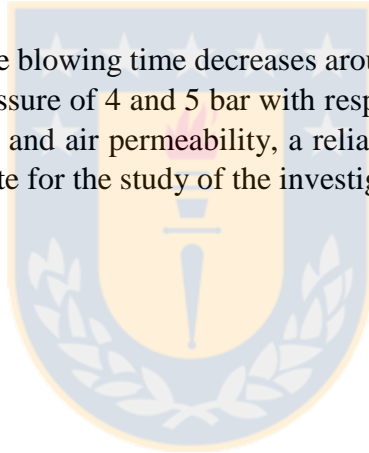 e blowing time decreases arou
ssure of 4 and 5 bar with resp
and air permeability, a relia
te for the study of the investig